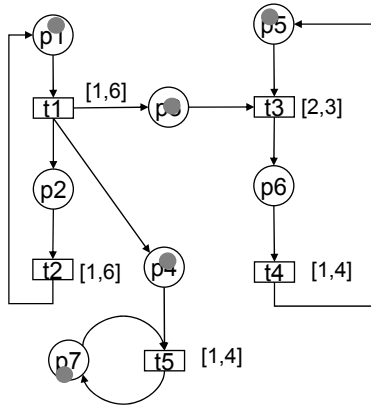 p1
p5
t1 [1,6]
t3 [2,3]
p2
p6
t2 [1,6]
p4
t4 [1,4]
p7
t5 [1,4]